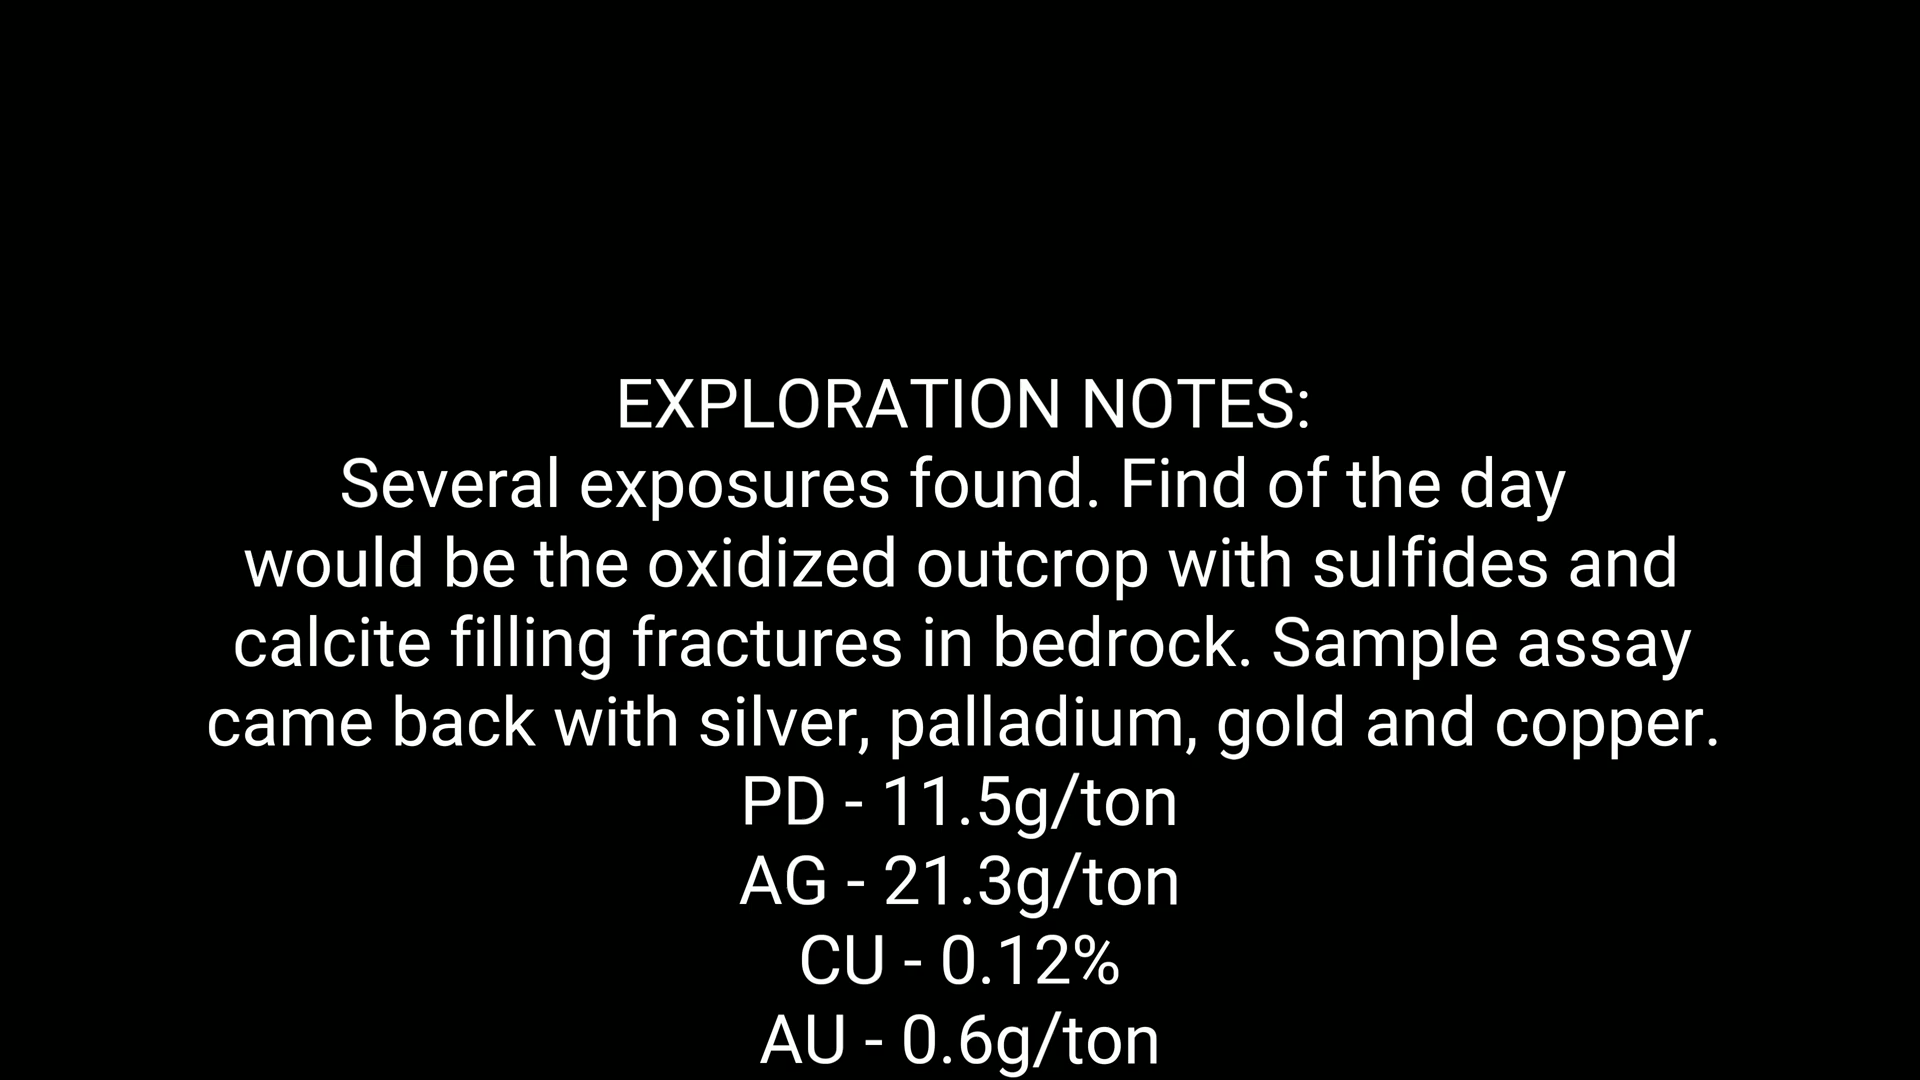 EXPLORATION NOTES:
Several exposures found. Find of the day
would be the oxidized outcrop with sulfides and
calcite filling fractures in bedrock. Sample assay
came back with silver, palladium, gold and copper.
PD - 11.5g/ton
AG - 21.3g/ton
CU - 0.12%
AU - 0.6g/ton